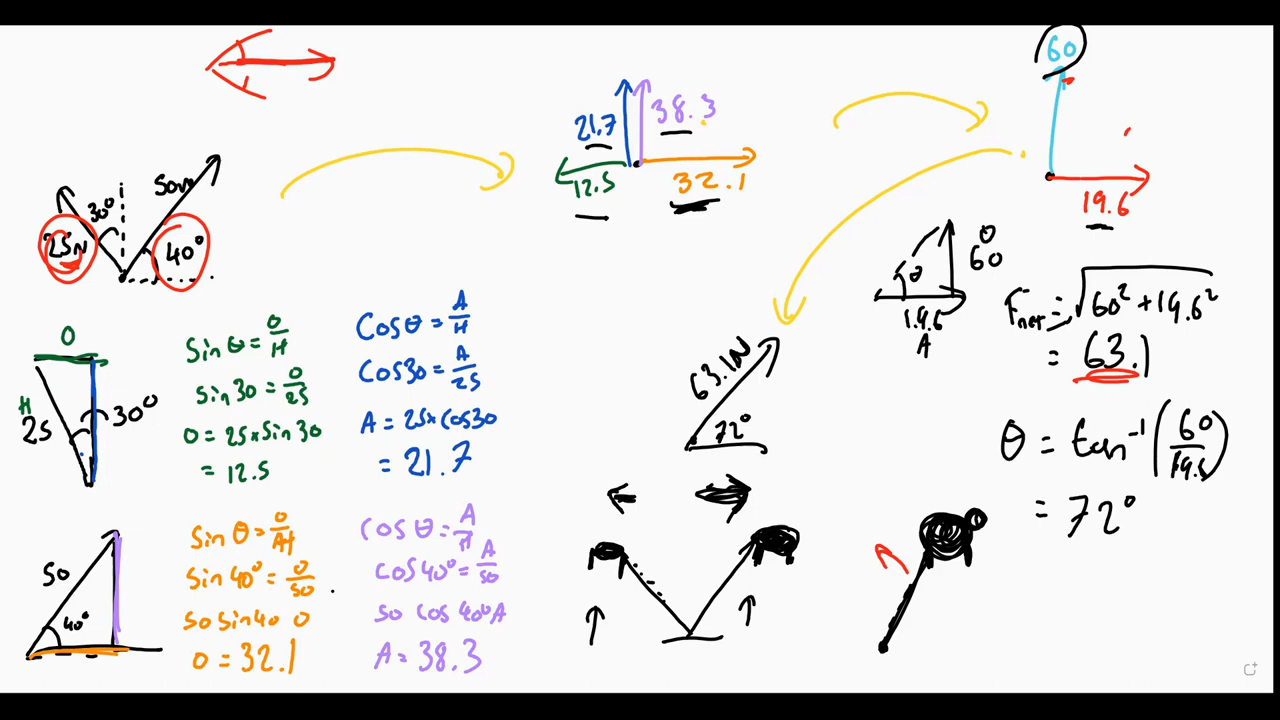 60
21.7
38.3
12.5
32.1
19.6
50N
30°
25N
40°
θ
60
O
19.6
A
Fnet = √60² + 19.6²
= 63.1
θ = tan⁻¹(60/19.6)
= 72°
63.1N
72°
O
H
25
30°
Sin θ = O/H
sin 30 = O/25
O = 25 × sin 30
= 12.5
Cos θ = A/H
Cos 30 = A/25
A = 25 × cos 30
= 21.7
50
40°
Sin θ = O/H
Sin 40° = O/50
50 sin 40 O
O = 32.1
Cos θ = A/H
Cos 40° = A/50
50 cos 40° A
A = 38.3